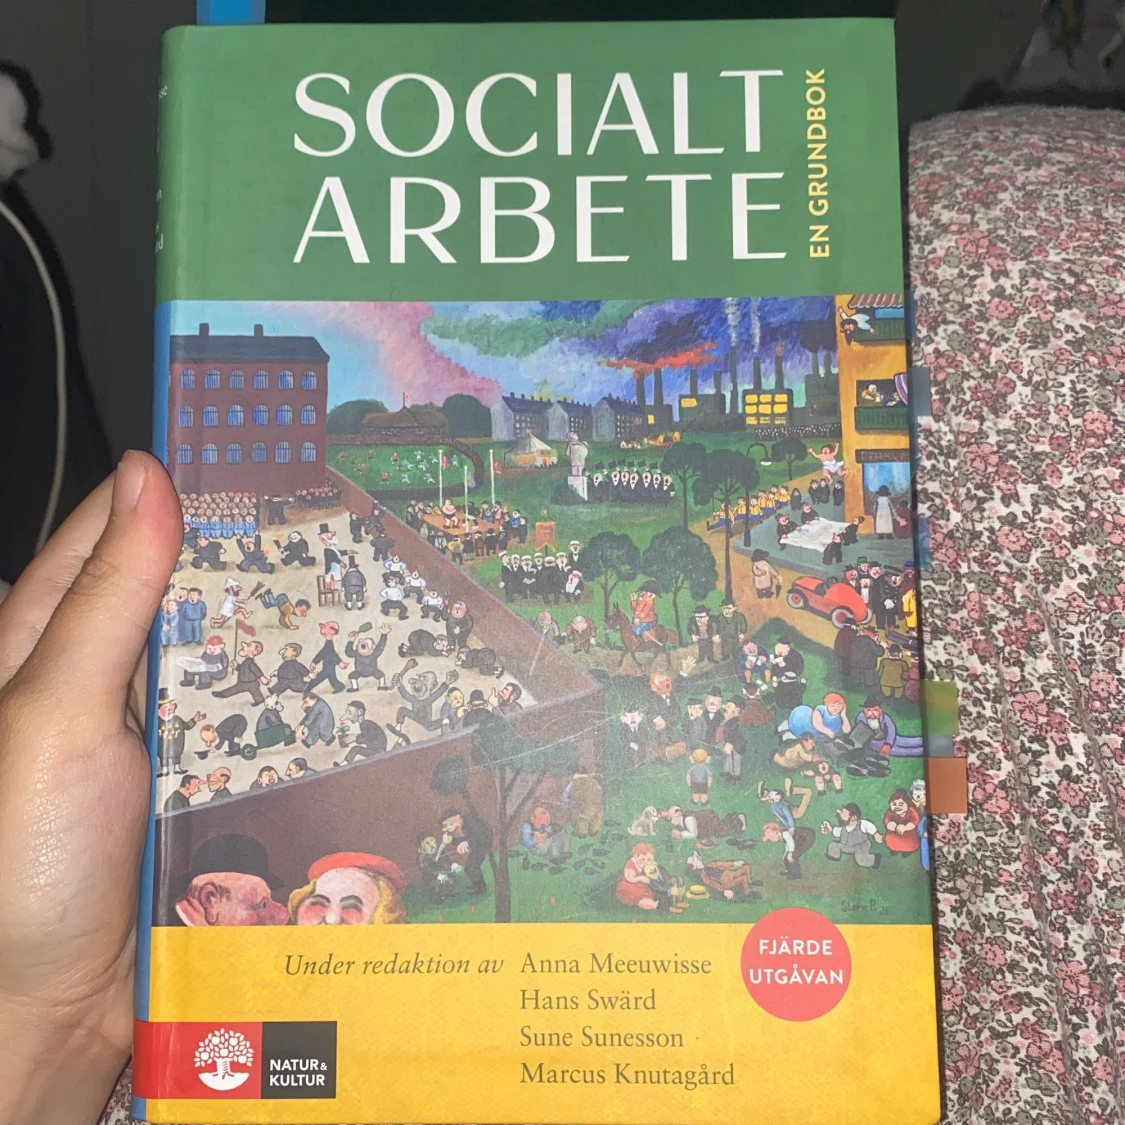 SOCIALT
ARBETE
EN GRUNDBOK
Under redaktion av Anna Meeuwisse
Hans Swärd
Sune Sunesson
Marcus Knutagård
FJÄRDE
UTGÅVAN
NATUR&
KULTUR